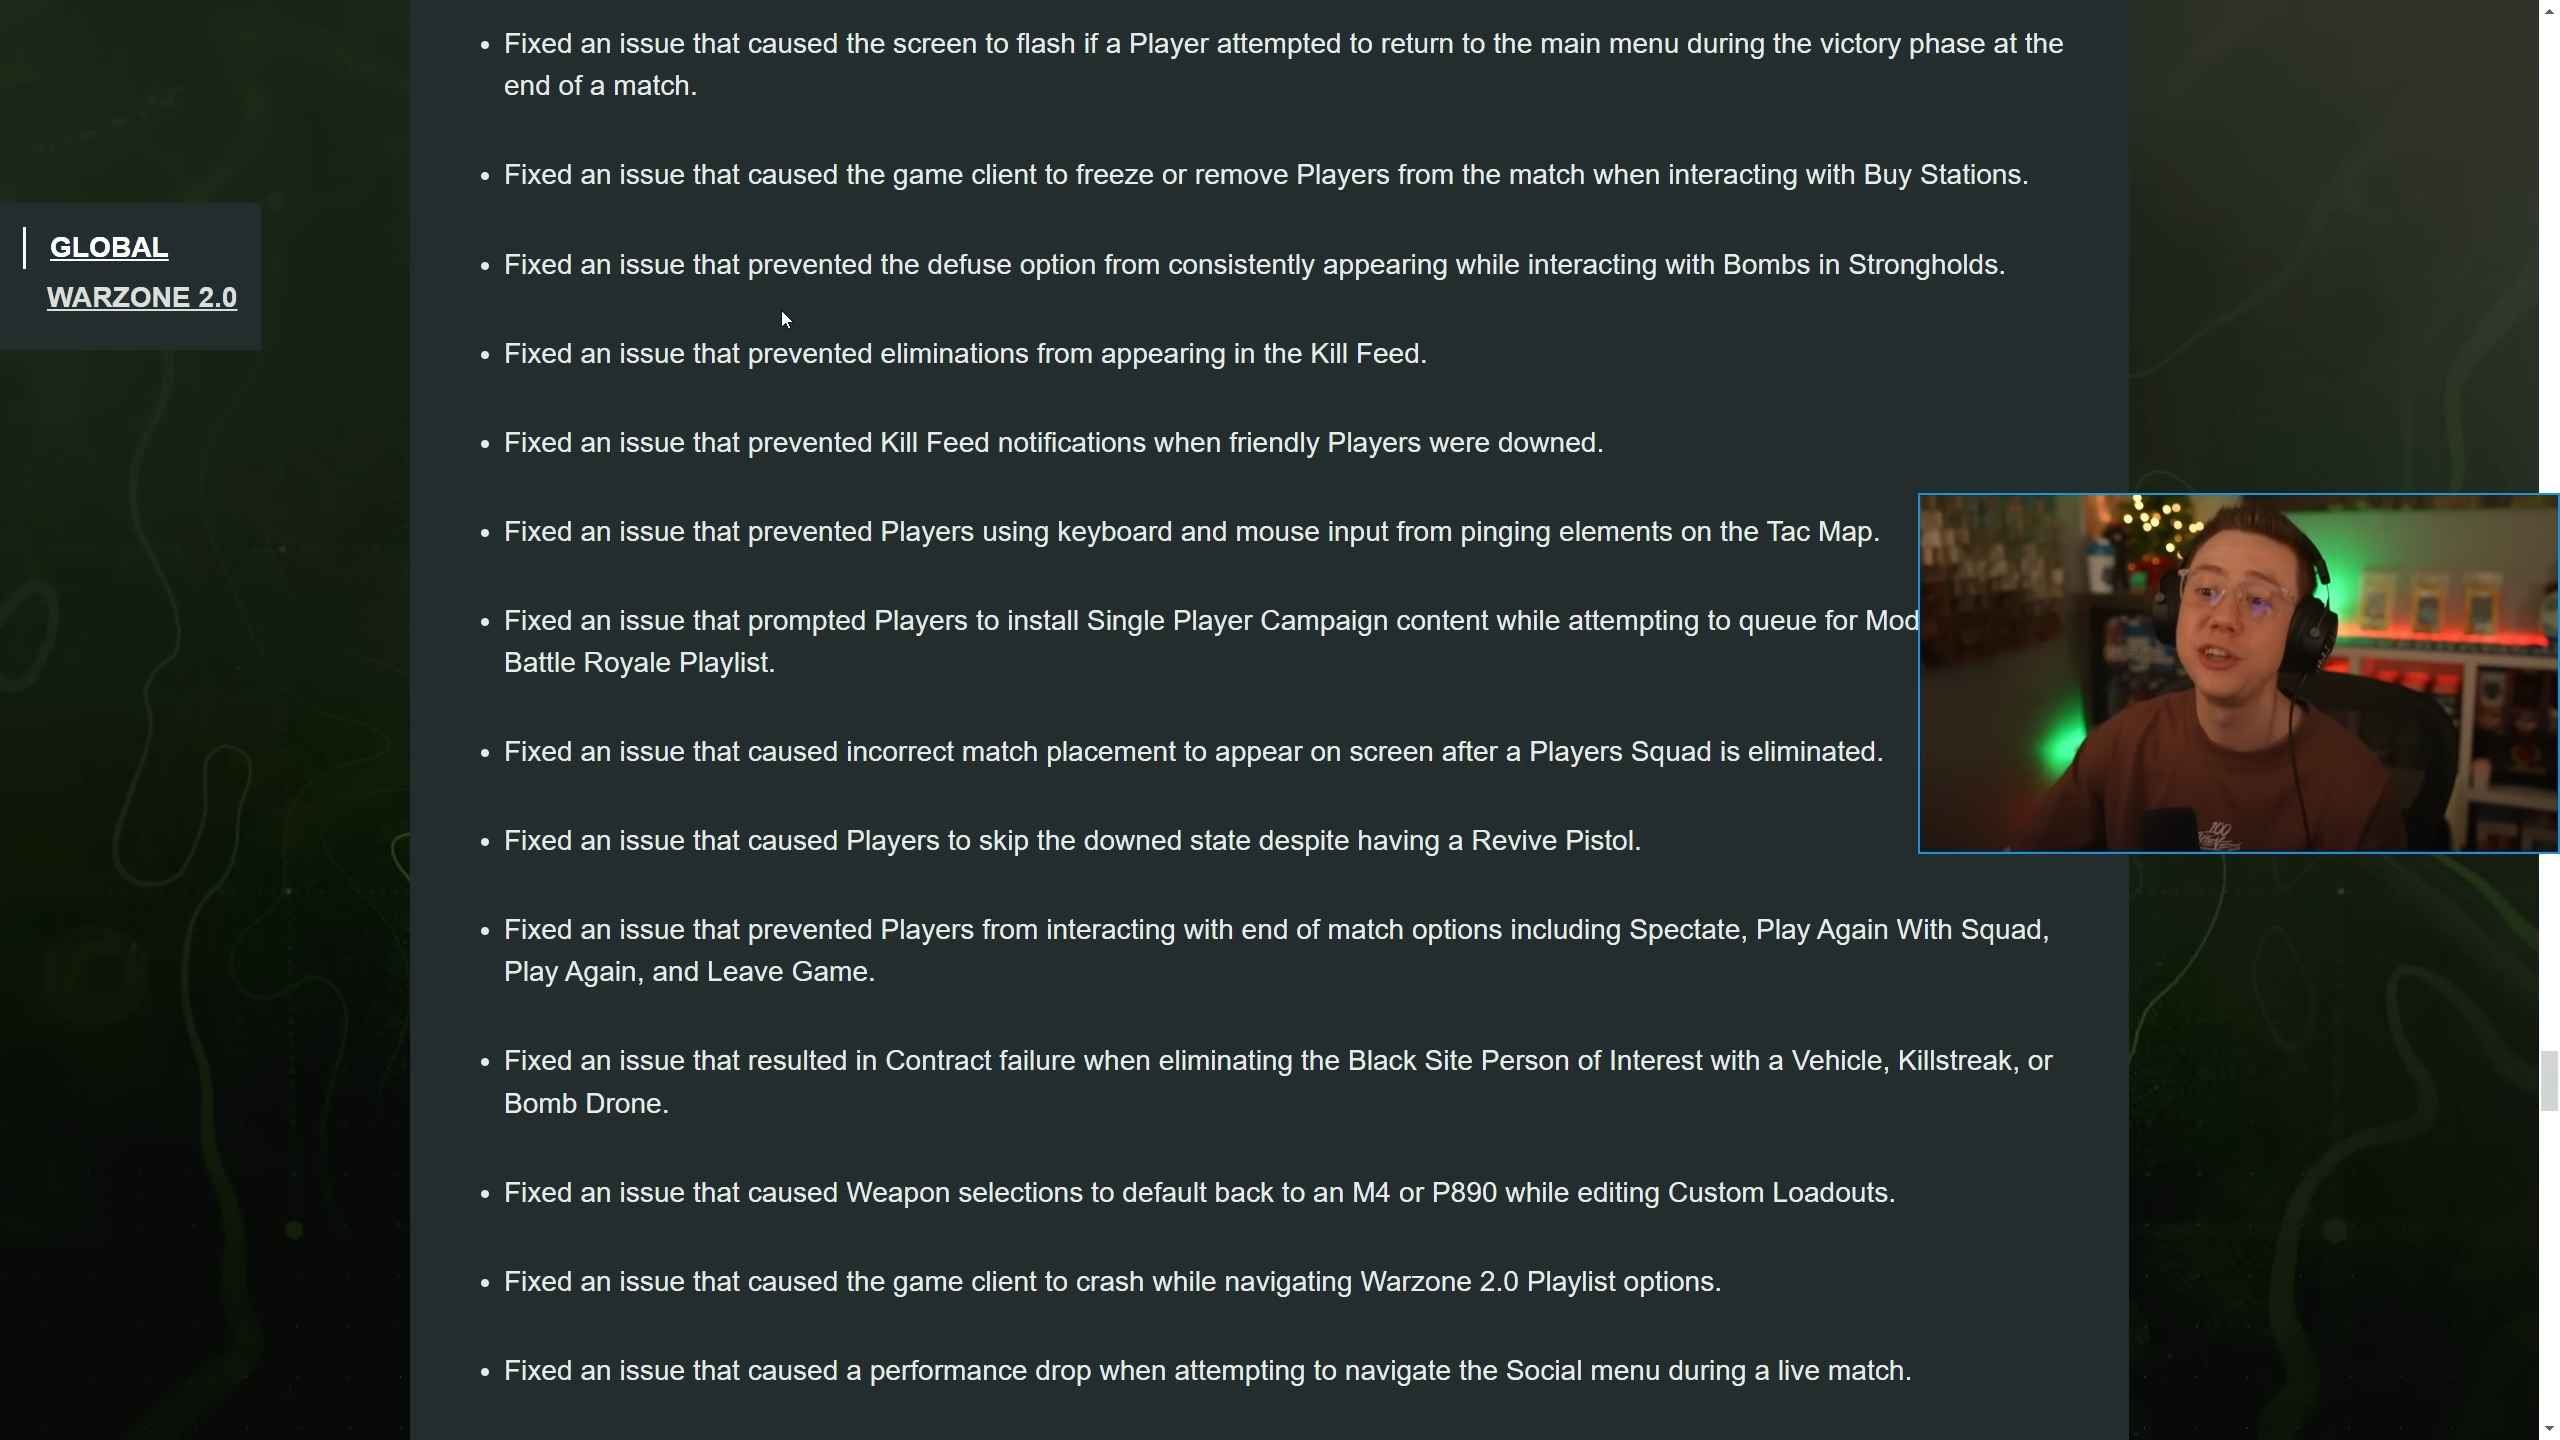 • Fixed an issue that caused the screen to flash if a Player attempted to return to the main menu during the victory phase at the
end of a match.
• Fixed an issue that caused the game client to freeze or remove Players from the match when interacting with Buy Stations.
GLOBAL
WARZONE 2.0
• Fixed an issue that prevented the defuse option from consistently appearing while interacting with Bombs in Strongholds.
• Fixed an issue that prevented eliminations from appearing in the Kill Feed.
• Fixed an issue that prevented Kill Feed notifications when friendly Players were downed.
• Fixed an issue that prevented Players using keyboard and mouse input from pinging elements on the Tac Map.
• Fixed an issue that prompted Players to install Single Player Campaign content while attempting to queue for Mod
Battle Royale Playlist.
• Fixed an issue that caused incorrect match placement to appear on screen after a Players Squad is eliminated.
• Fixed an issue that caused Players to skip the downed state despite having a Revive Pistol.
100
• Fixed an issue that prevented Players from interacting with end of match options including Spectate, Play Again With Squad,
Play Again, and Leave Game.
• Fixed an issue that resulted in Contract failure when eliminating the Black Site Person of Interest with a Vehicle, Killstreak, or
Bomb Drone.
• Fixed an issue that caused Weapon selections to default back to an M4 or P890 while editing Custom Loadouts.
• Fixed an issue that caused the game client to crash while navigating Warzone 2.0 Playlist options.
• Fixed an issue that caused a performance drop when attempting to navigate the Social menu during a live match.